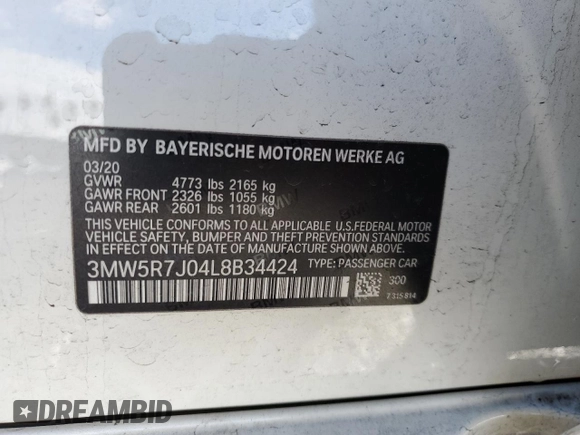 MFD BY BAYERISCHE MOTOREN WERKE AG
03/20
GVWR 4773 lbs 2165 kg
GAWR FRONT 2326 lbs 1055 kg
GAWR REAR 2601 lbs 1180 kg
THIS VEHICLE CONFORMS TO ALL APPLICABLE U.S.FEDERAL MOTOR
VEHICLE SAFETY, BUMPER AND THEFT PREVENTION STANDARDS IN
EFFECT ON THE DATE OF MANUFACTURE SHOWN ABOVE.
3MW5R7J04L8B34424 TYPE: PASSENGER CAR
300
E 115 814
DREAMBID